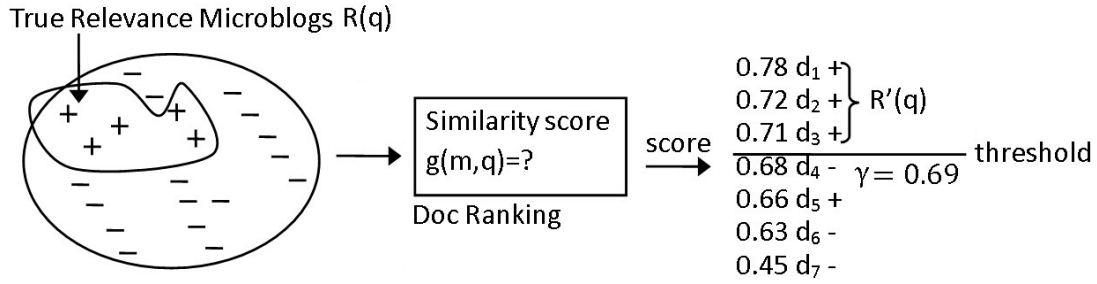 True Relevance Microblogs R(q)
Similarity score
g(m,q)=?
Doc Ranking
score
0.78 d₁ +
0.72 d₂ +
0.71 d₃ +
R’(q)
threshold
0.68 d₄ -
γ = 0.69
0.66 d₅ +
0.63 d₆ -
0.45 d₇ -